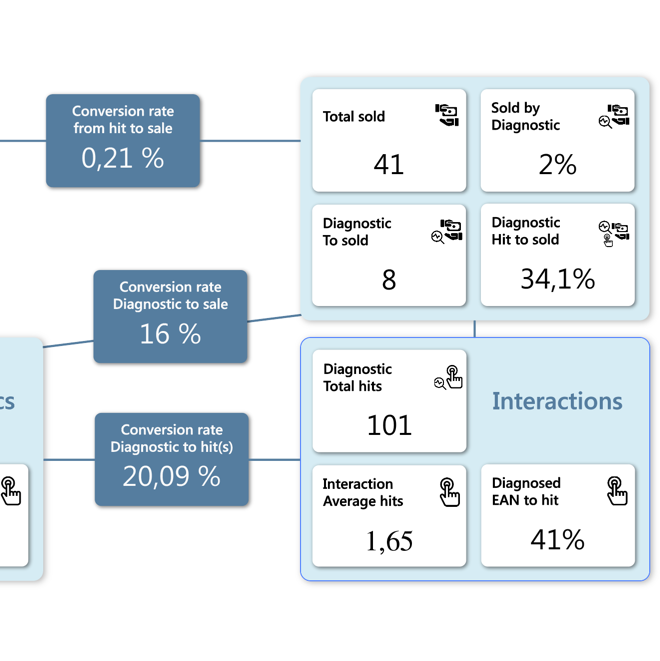 Conversion rate
from hit to sale
0,21 %
Total sold
41
Sold by
Diagnostic
2%
Diagnostic
To sold
8
Diagnostic
Hit to sold
34,1%
Conversion rate
Diagnostic to sale
16 %
cs
Conversion rate
Diagnostic to hit(s)
20,09 %
Diagnostic
Total hits
101
Interactions
Interaction
Average hits
1,65
Diagnosed
EAN to hit
41%